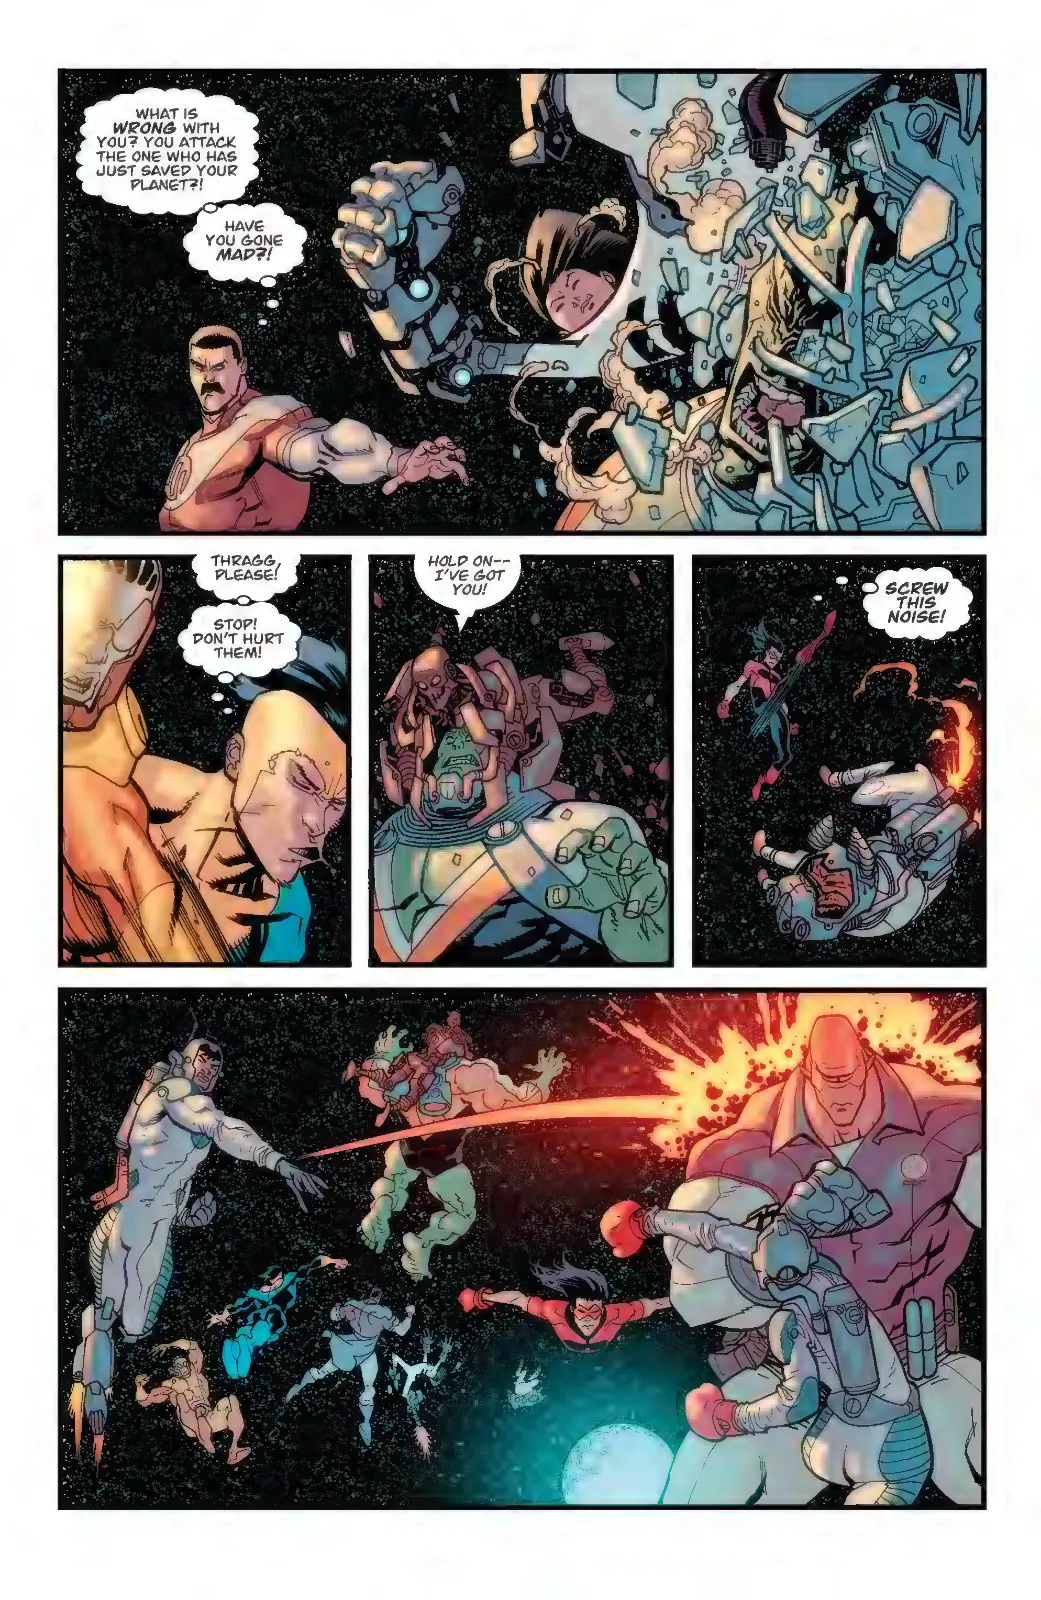 WHAT IS
WRONG WITH
YOU? YOU ATTACK
THE ONE WHO HAS
JUST SAVED YOUR
PLANET?!
HAVE
YOU GONE
MAD?!
THRAGG,
PLEASE!
STOP!
DON'T HURT
THEM!
HOLD ON--
I'VE GOT
YOU!
SCREW
THIS
NOISE!